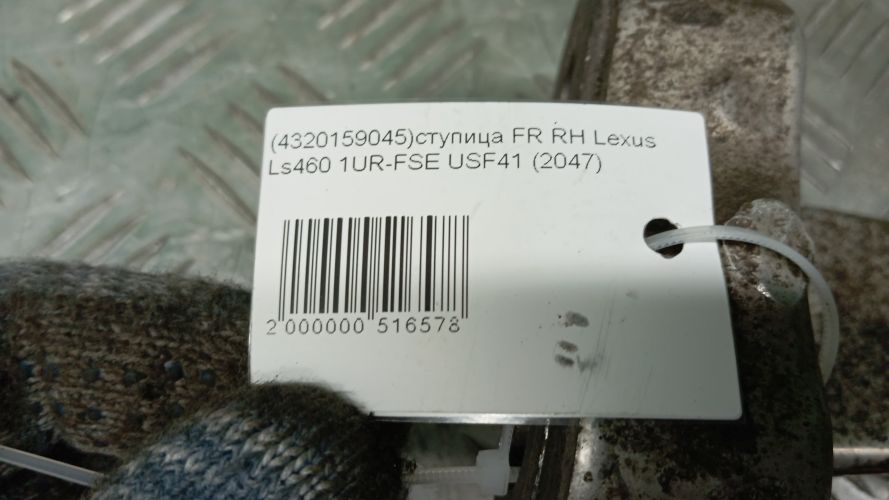 (4320159045)ступица FR RH Lexus
Ls460 1UR-FSE USF41 (2047)
2 000000 516578